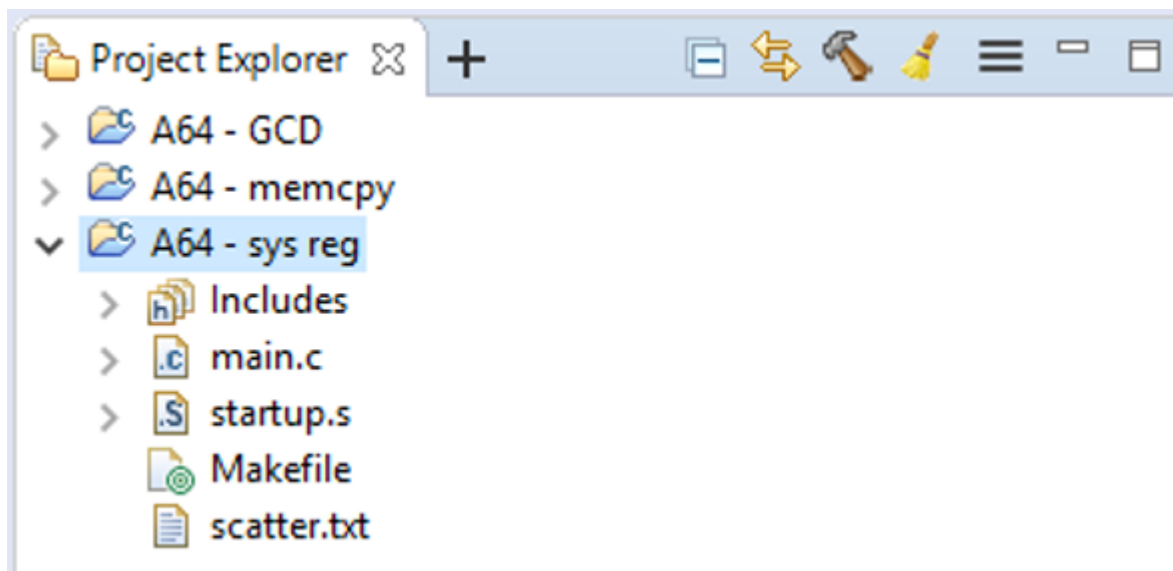 Project Explorer
A64 - GCD
A64 - memcpy
A64 - sys reg
Includes
main.c
startup.s
Makefile
scatter.txt